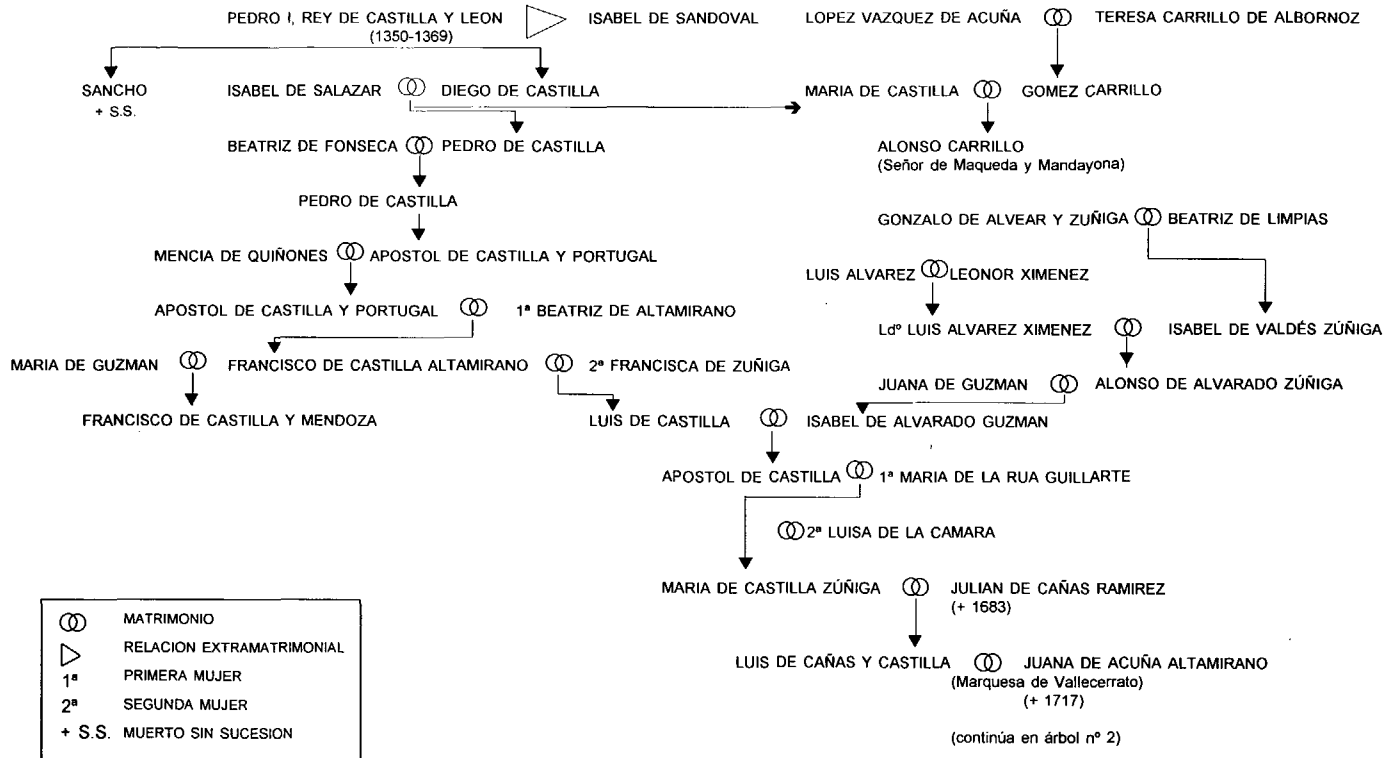 PEDRO I, REY DE CASTILLA Y LEON ISABEL DE SANDOVAL LOPEZ VAZQUEZ DE ACUÑA TERESA CARRILLO DE ALBORNOZ
(1350-1369)
SANCHO ISABEL DE SALAZAR DIEGO DE CASTILLA MARIA DE CASTILLA GOMEZ CARRILLO
+ S.S.
BEATRIZ DE FONSECA PEDRO DE CASTILLA ALONSO CARRILLO
(Señor de Maqueda y Mandayona)
PEDRO DE CASTILLA
GONZALO DE ALVEAR Y ZUÑIGA BEATRIZ DE LIMPIAS
MENCIA DE QUIÑONES APOSTOL DE CASTILLA Y PORTUGAL
LUIS ALVAREZ LEONOR XIMENEZ
APOSTOL DE CASTILLA Y PORTUGAL 1ª BEATRIZ DE ALTAMIRANO
Ldº LUIS ALVAREZ XIMENEZ ISABEL DE VALDÉS ZÚÑIGA
MARIA DE GUZMAN FRANCISCO DE CASTILLA ALTAMIRANO 2ª FRANCISCA DE ZUÑIGA
JUANA DE GUZMAN ALONSO DE ALVARADO ZÚÑIGA
FRANCISCO DE CASTILLA Y MENDOZA LUIS DE CASTILLA ISABEL DE ALVARADO GUZMAN
APOSTOL DE CASTILLA 1ª MARIA DE LA RUA GUILLARTE
2ª LUISA DE LA CAMARA
MARIA DE CASTILLA ZÚÑIGA JULIAN DE CAÑAS RAMIREZ
(+ 1683)
LUIS DE CAÑAS Y CASTILLA JUANA DE ACUÑA ALTAMIRANO
(Marquesa de Vallecerrato)
(+ 1717)
(continúa en árbol nº 2)
MATRIMONIO
RELACION EXTRAMATRIMONIAL
1ª PRIMERA MUJER
2ª SEGUNDA MUJER
+ S.S. MUERTO SIN SUCESION